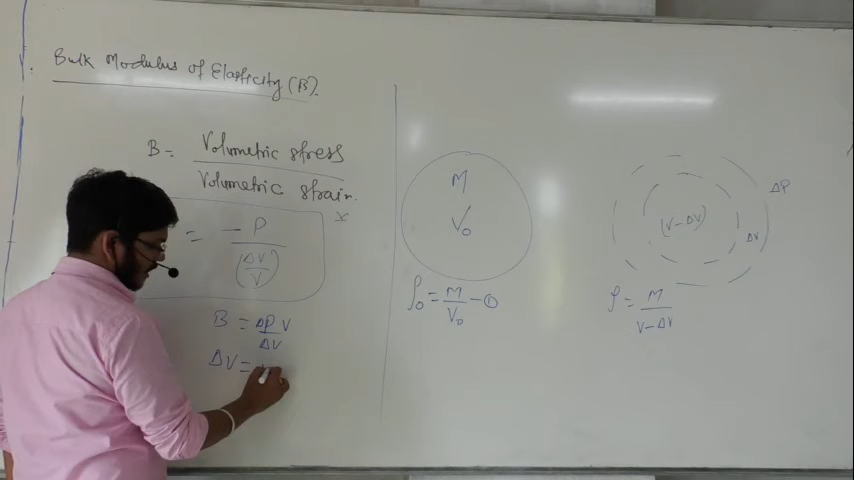 Bulk Modulus of Elasticity (B).
B = Volumetric stress
Volumetric strain.
= - P
(ΔV/V)
B = ΔP V
ΔV
ΔV =
M
V₀
ρ₀ = M/V₀ - ①
(V-ΔV)
ΔV
ΔP
ρ = M
V-ΔV